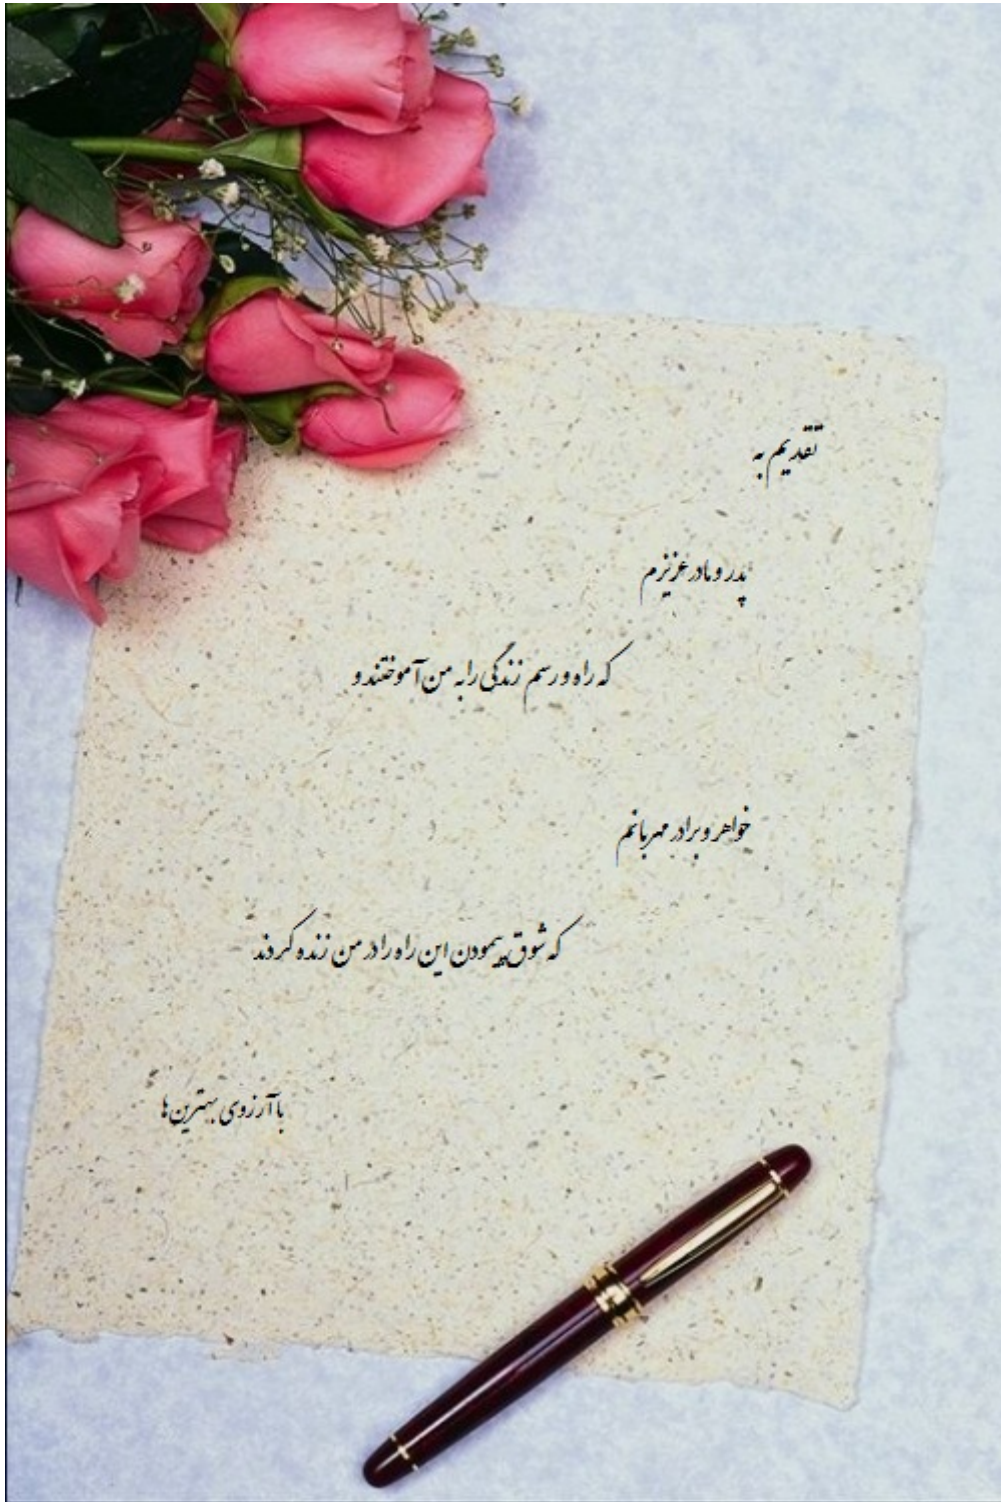 تقدیم به
پدر و مادر عزیزم
که راه و رسم زندگی را به من آموختند و
خواهر و برادر مهربانم
که شوق پیمودن این راه را در من زنده کردند
با آرزوی بهترین‌ها